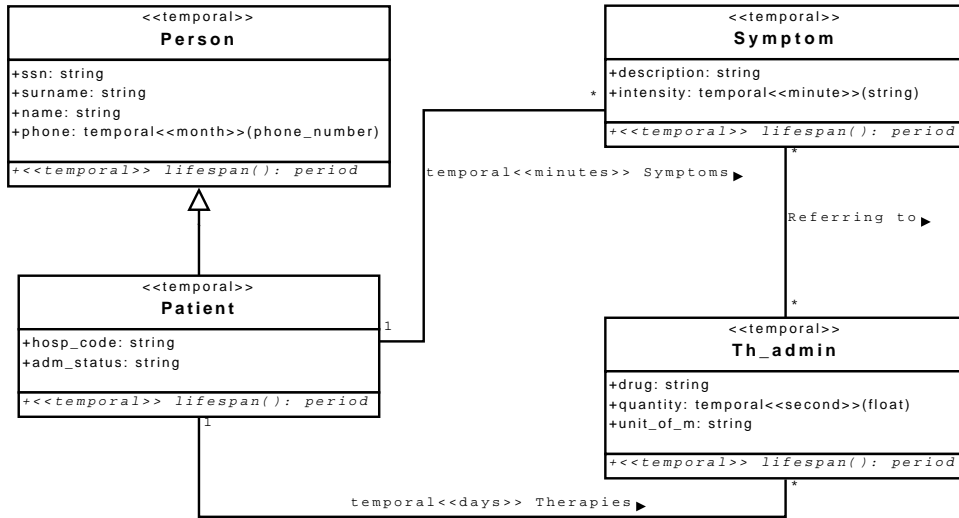 <<temporal>>
Person
+ssn: string
+surname: string
+name: string
+phone: temporal<<month>>(phone_number)
+<<temporal>> lifespan(): period
<<temporal>>
Symptom
+description: string
+intensity: temporal<<minute>>(string)
+<<temporal>> lifespan(): period
*
*
temporal<<minutes>> Symptoms
Referring to
*
<<temporal>>
Patient
+hosp_code: string
+adm_status: string
+<<temporal>> lifespan(): period
1
1
<<temporal>>
Th_admin
+drug: string
+quantity: temporal<<second>>(float)
+unit_of_m: string
+<<temporal>> lifespan(): period
*
temporal<<days>> Therapies